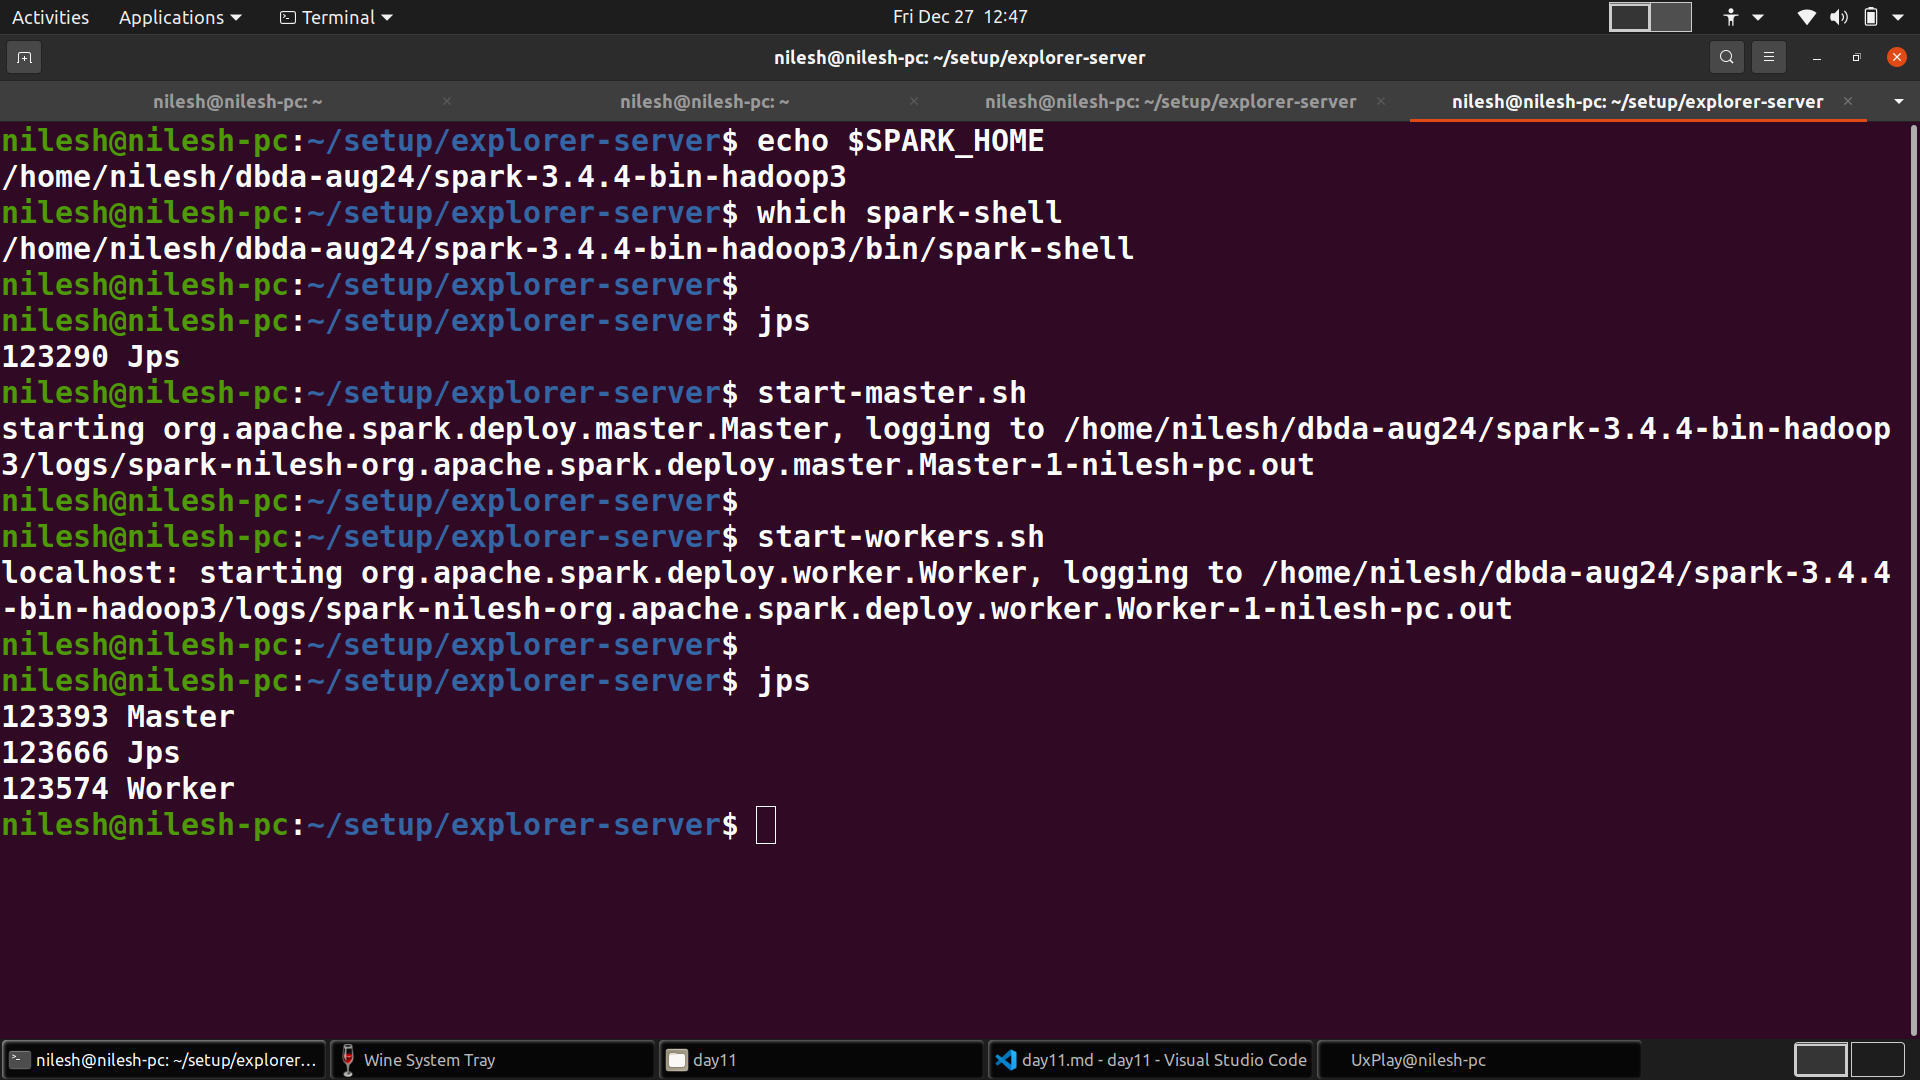 Activities Applications Terminal Fri Dec 27 12:47
nilesh@nilesh-pc: ~/setup/explorer-server
nilesh@nilesh-pc: ~ nilesh@nilesh-pc: ~ nilesh@nilesh-pc: ~/setup/explorer-server nilesh@nilesh-pc: ~/setup/explorer-server
nilesh@nilesh-pc:~/setup/explorer-server$ echo $SPARK_HOME
/home/nilesh/dbda-aug24/spark-3.4.4-bin-hadoop3
nilesh@nilesh-pc:~/setup/explorer-server$ which spark-shell
/home/nilesh/dbda-aug24/spark-3.4.4-bin-hadoop3/bin/spark-shell
nilesh@nilesh-pc:~/setup/explorer-server$
nilesh@nilesh-pc:~/setup/explorer-server$ jps
123290 Jps
nilesh@nilesh-pc:~/setup/explorer-server$ start-master.sh
starting org.apache.spark.deploy.master.Master, logging to /home/nilesh/dbda-aug24/spark-3.4.4-bin-hadoop
3/logs/spark-nilesh-org.apache.spark.deploy.master.Master-1-nilesh-pc.out
nilesh@nilesh-pc:~/setup/explorer-server$
nilesh@nilesh-pc:~/setup/explorer-server$ start-workers.sh
localhost: starting org.apache.spark.deploy.worker.Worker, logging to /home/nilesh/dbda-aug24/spark-3.4.4
-bin-hadoop3/logs/spark-nilesh-org.apache.spark.deploy.worker.Worker-1-nilesh-pc.out
nilesh@nilesh-pc:~/setup/explorer-server$
nilesh@nilesh-pc:~/setup/explorer-server$ jps
123393 Master
123666 Jps
123574 Worker
nilesh@nilesh-pc:~/setup/explorer-server$
nilesh@nilesh-pc: ~/setup/explorer... Wine System Tray day11 day11.md - day11 - Visual Studio Code UxPlay@nilesh-pc